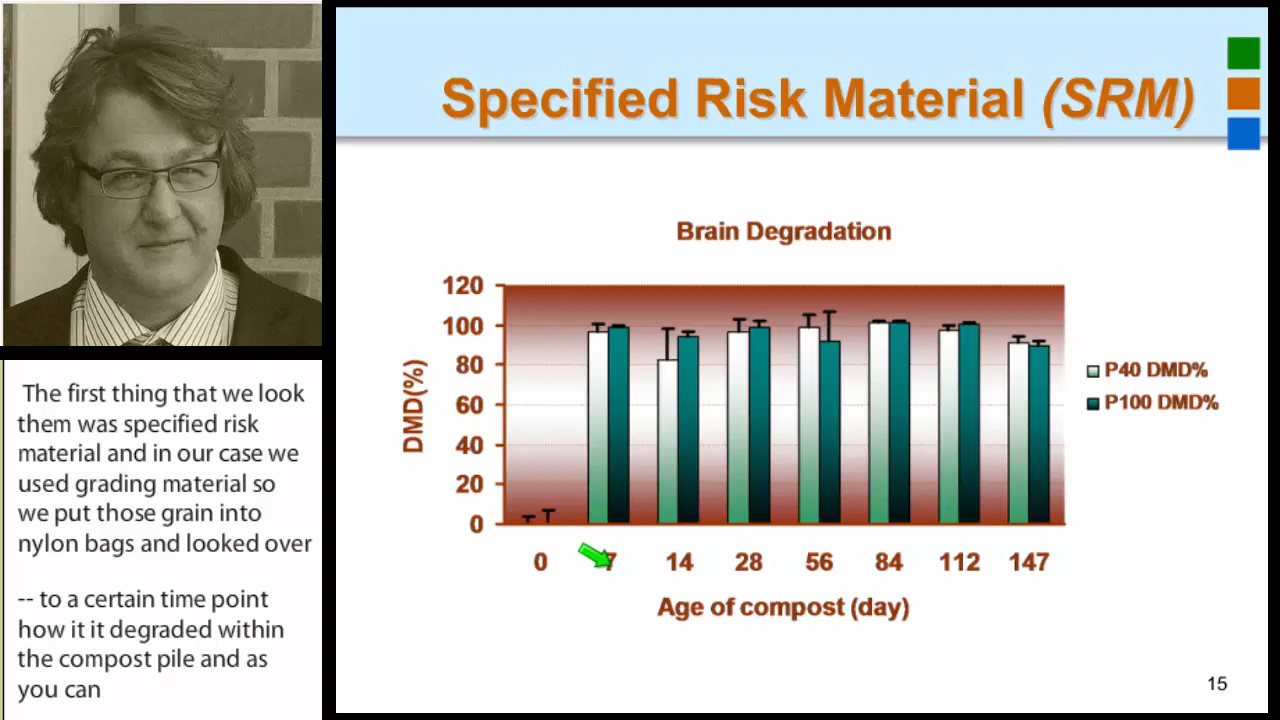 Specified Risk Material (SRM)
Brain Degradation
120
100
80
60
40
20
0
DMD(%)
P40 DMD%
P100 DMD%
0 7 14 28 56 84 112 147
Age of compost (day)
15
The first thing that we look
them was specified risk
material and in our case we
used grading material so
we put those grain into
nylon bags and looked over
-- to a certain time point
how it it degraded within
the compost pile and as
you can